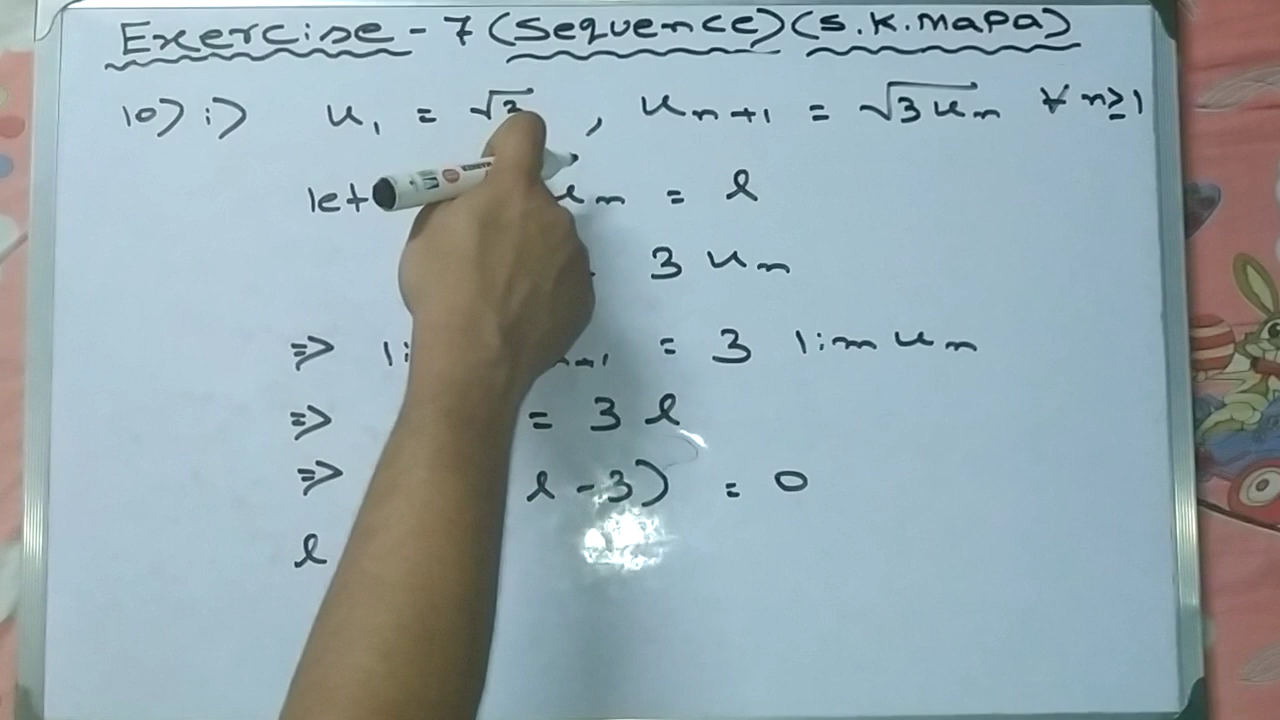 Exercise - 7 (Sequence) (S.K.Mapa)
10) i) u₁ = √3 , uₙ₊₁ = √3uₙ ∀ n≥1
let uₙ = l
3 uₙ
⇒ ₙ₊₁ = 3 lim uₙ
⇒ = 3 l
⇒ l - 3) = 0
l